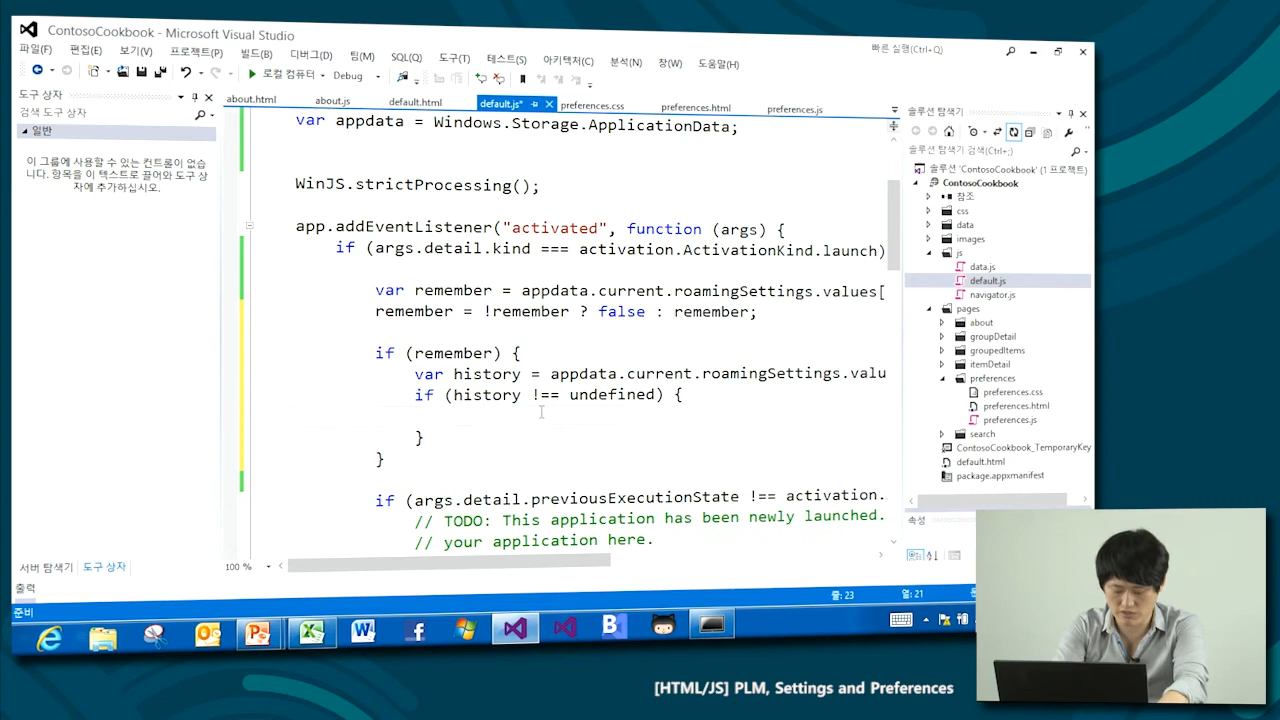 ContosoCookbook - Microsoft Visual Studio
빠른 실행(Ctrl+Q)
파일(F) 편집(E) 보기(V) 프로젝트(P) 빌드(B) 디버그(D) 팀(M) SQL(Q) 도구(T) 테스트(S) 아키텍처(C) 분석(N) 창(W) 도움말(H)
로컬 컴퓨터 Debug
도구 상자
검색 도구 상자
일반
이 그룹에 사용할 수 있는 컨트롤이 없습
니다. 항목을 이 텍스트로 끌어와 도구 상
자에 추가하십시오.
서버 탐색기 도구 상자
출력
준비
about.html about.js default.html default.js* preferences.css preferences.html preferences.js
var appdata = Windows.Storage.ApplicationData;
WinJS.strictProcessing();
app.addEventListener("activated", function (args) {
if (args.detail.kind === activation.ActivationKind.launch)
var remember = appdata.current.roamingSettings.values[
remember = !remember ? false : remember;
if (remember) {
var history = appdata.current.roamingSettings.valu
if (history !== undefined) {
}
}
if (args.detail.previousExecutionState !== activation.
// TODO: This application has been newly launched.
// your application here.
100 %
줄: 23 열: 21
솔루션 탐색기
솔루션 탐색기 검색(Ctrl+;)
솔루션 'ContosoCookbook' (1 프로젝트)
ContosoCookbook
참조
css
data
images
js
data.js
default.js
navigator.js
pages
about
groupDetail
groupedItems
itemDetail
preferences
preferences.css
preferences.html
preferences.js
search
ContosoCookbook_TemporaryKey
default.html
package.appxmanifest
속성
[HTML/JS] PLM, Settings and Preferences